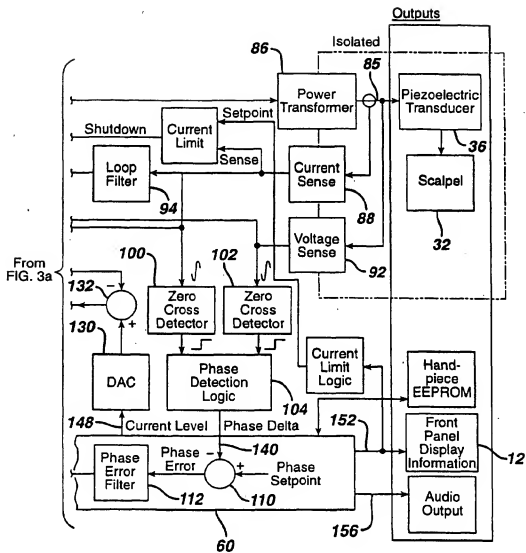 Outputs
Isolated
86
85
Power
Transformer
Piezoelectric
Transducer
36
Setpoint
Shutdown
Current
Limit
Sense
Loop
Filter
94
Current
Sense
88
Scalpel
32
Voltage
Sense
92
From
FIG. 3a
100
102
132
-
+
Zero
Cross
Detector
Zero
Cross
Detector
130
DAC
Phase
Detection
Logic
104
Current
Limit
Logic
Hand-
piece
EEPROM
148
Current Level
Phase Delta
140
152
Front
Panel
Display
Information
12
Phase
Error
Filter
112
Phase
Error
-
+
110
Phase
Setpoint
156
Audio
Output
60